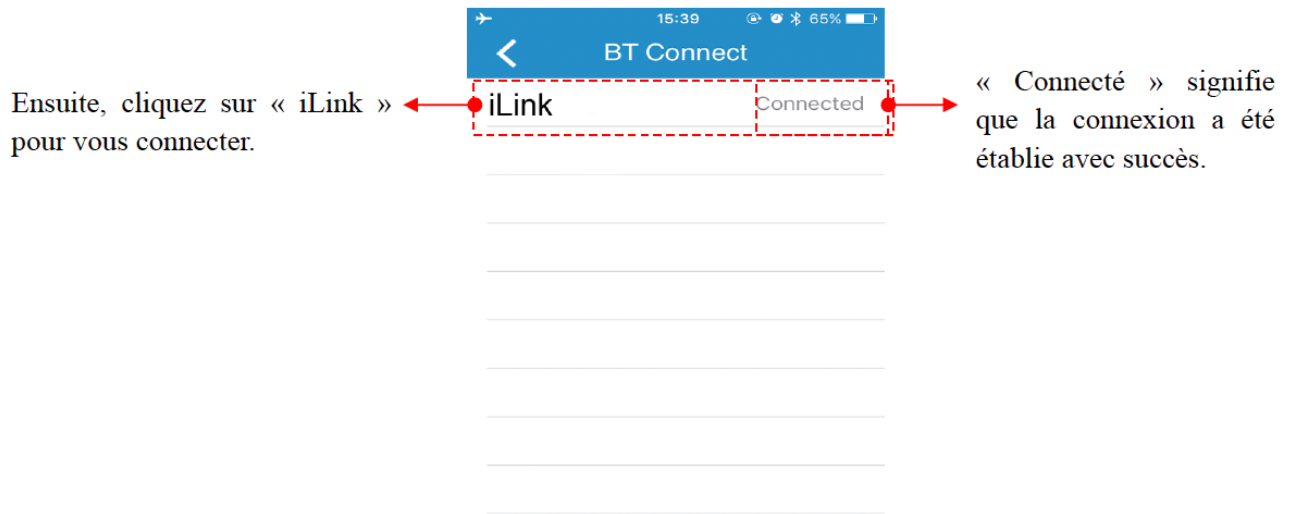 15:39 65%
BT Connect
Ensuite, cliquez sur « iLink »
pour vous connecter.
iLink Connected
« Connecté » signifie
que la connexion a été
établie avec succès.